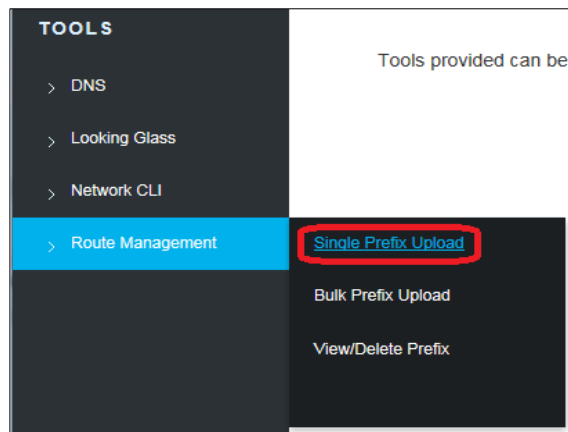 TOOLS
Tools provided can be
DNS
Looking Glass
Network CLI
Route Management
Single Prefix Upload
Bulk Prefix Upload
View/Delete Prefix